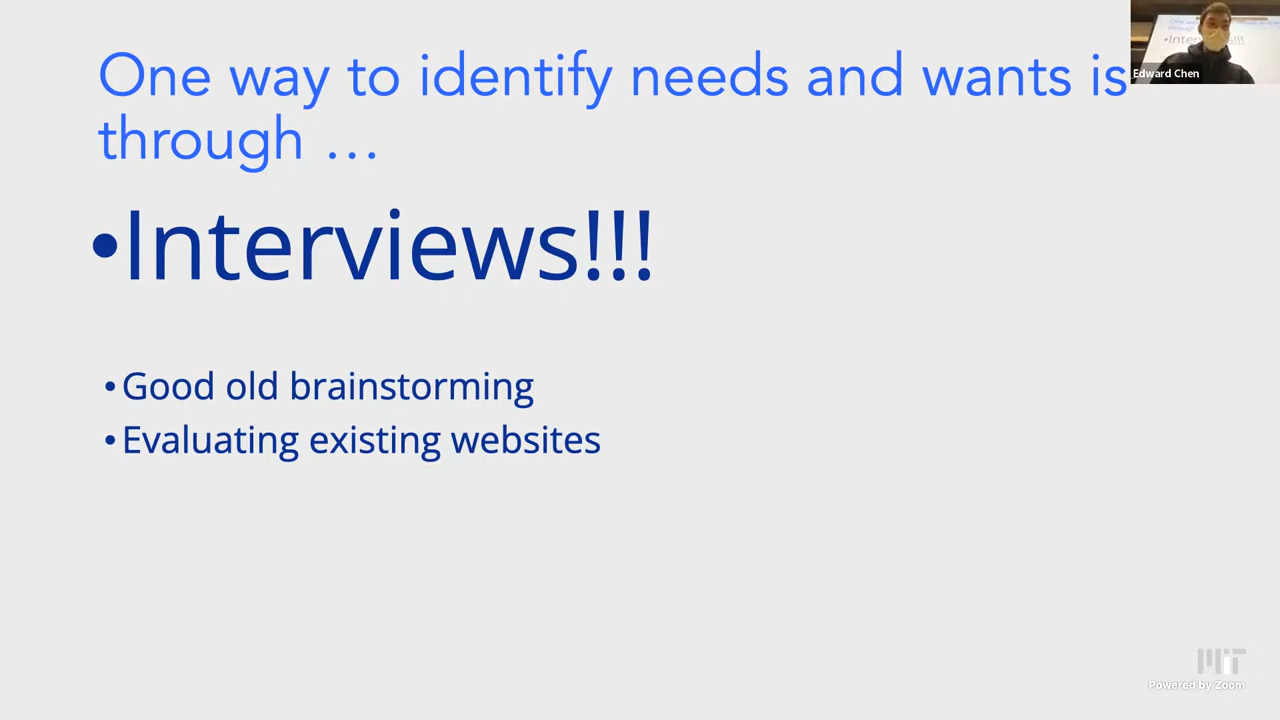 One way to identify needs and wants is
through …
•Interviews!!!
•Good old brainstorming
•Evaluating existing websites
Edward Chen
MIT
Powered by Zoom